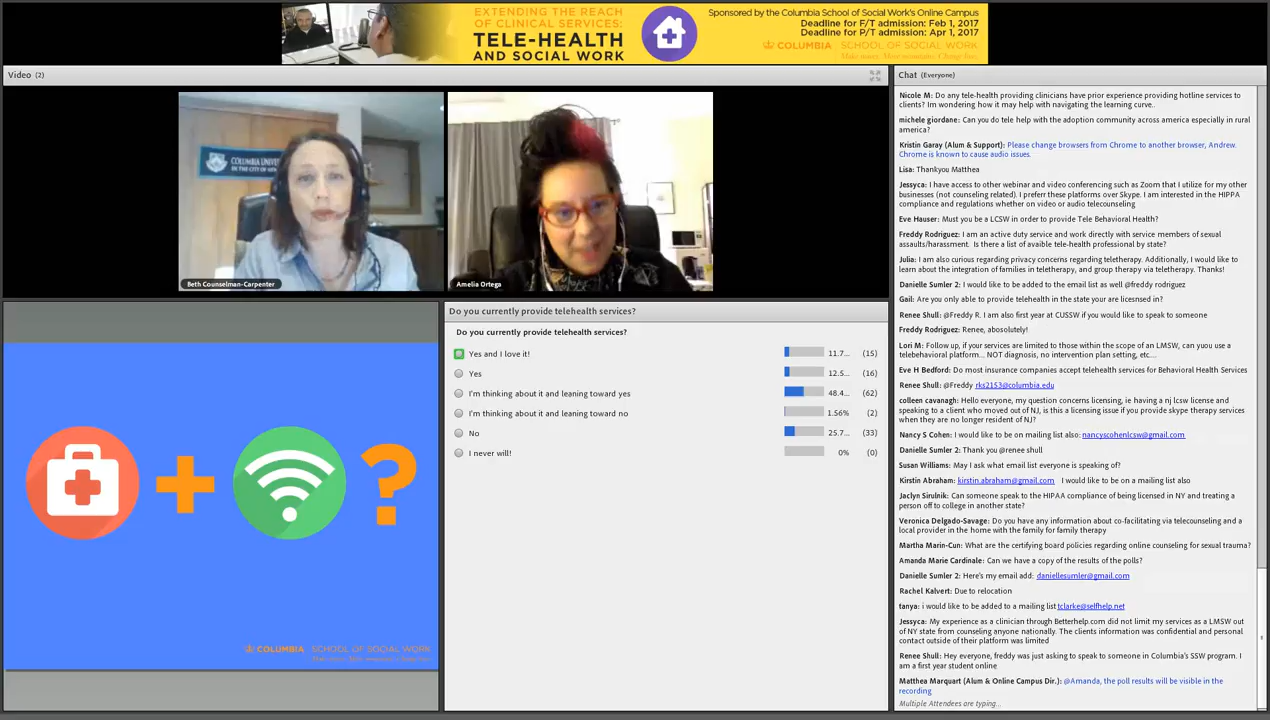 EXTENDING THE REACH
OF CLINICAL SERVICES:
TELE-HEALTH
AND SOCIAL WORK
Sponsored by the Columbia School of Social Work's Online Campus
Deadline for F/T admission: Feb 1, 2017
Deadline for P/T admission: Apr 1, 2017
COLUMBIA SCHOOL OF SOCIAL WORK
Video (2)
COLUMBIA UNIV
IN THE CITY OF NEW
Beth Counselman-Carpenter
Amelia Ortega
Do you currently provide telehealth services?
Do you currently provide telehealth services?
Yes and I love it! 11.7... (15)
Yes 12.5... (16)
I'm thinking about it and leaning toward yes 48.4... (62)
I'm thinking about it and leaning toward no 1.56% (2)
No 25.7... (33)
I never will! 0% (0)
?
COLUMBIA SCHOOL OF SOCIAL WORK
Chat (Everyone)
Nicole M: Do any tele-health providing clinicians have prior experience providing hotline services to
clients? Im wondering how it may help with navigating the learning curve..
michele giordane: Can you do tele help with the adoption community across america especially in rural
america?
Kristin Garay (Alum & Support): Please change browsers from Chrome to another browser, Andrew.
Chrome is known to cause audio issues.
Lisa: Thankyou Matthea
Jessyca: I have access to other webinar and video conferencing such as Zoom that I utilize for my other
businesses (not counseling related). I prefer these platforms over Skype. I am interested in the HIPPA
compliance and regulations whether on video or audio telecounseling
Eve Hauser: Must you be a LCSW in order to provide Tele Behavioral Health?
Freddy Rodriguez: I am an active duty service and work directly with service members of sexual
assaults/harassment. Is there a list of avaible tele-health professional by state?
Julia: I am also curious regarding privacy concerns regarding teletherapy. Additionally, I would like to
learn about the integration of families in teletherapy, and group therapy via teletherapy. Thanks!
Danielle Sumler 2: I would like to be added to the email list as well @freddy rodriguez
Gail: Are you only able to provide telehealth in the state your are licsensed in?
Renee Shull: @Freddy R. I am also first year at CUSSW if you would like to speak to someone
Freddy Rodriguez: Renee, abosolutely!
Lori M: Follow up, if your services are limited to those within the scope of an LMSW, can yuou use a
telebehavioral platform... NOT diagnosis, no intervention plan setting, etc....
Eve H Bedford: Do most insurance companies accept telehealth services for Behavioral Health Services
Renee Shull: @Freddy rks2153@columbia.edu
colleen cavanagh: Hello everyone, my question concerns licensing, ie having a nj lcsw license and
speaking to a client who moved out of NJ, is this a licensing issue if you provide skype therapy services
when they are no longer resident of NJ?
Nancy S Cohen: I would like to be on mailing list also: nancyscohenlcsw@gmail.com
Danielle Sumler 2: Thank you @renee shull
Susan Williams: May I ask what email list everyone is speaking of?
Kirstin Abraham: kirstin.abraham@gmail.com I would like to be on a mailing list also
Jaclyn Sirulnik: Can someone speak to the HIPAA compliance of being licensed in NY and treating a
person off to college in another state?
Veronica Delgado-Savage: Do you have any information about co-facilitating via telecounseling and a
local provider in the home with the family for family therapy
Martha Marin-Cun: What are the certifying board policies regarding online counseling for sexual trauma?
Amanda Marie Cardinale: Can we have a copy of the results of the polls?
Danielle Sumler 2: Here's my email add: daniellesumler@gmail.com
Rachel Kalvert: Due to relocation
tanya: i would like to be added to a mailing list tclarke@selfhelp.net
Jessyca: My experience as a clinician through Betterhelp.com did not limit my services as a LMSW out
of NY state from counseling anyone nationally. The clients information was confidential and personal
contact outside of their platform was limited
Renee Shull: Hey everyone, freddy was just asking to speak to someone in Columbia's SSW program. I
am a first year student online
Matthea Marquart (Alum & Online Campus Dir.): @Amanda, the poll results will be visible in the
recording
Multiple Attendees are typing...